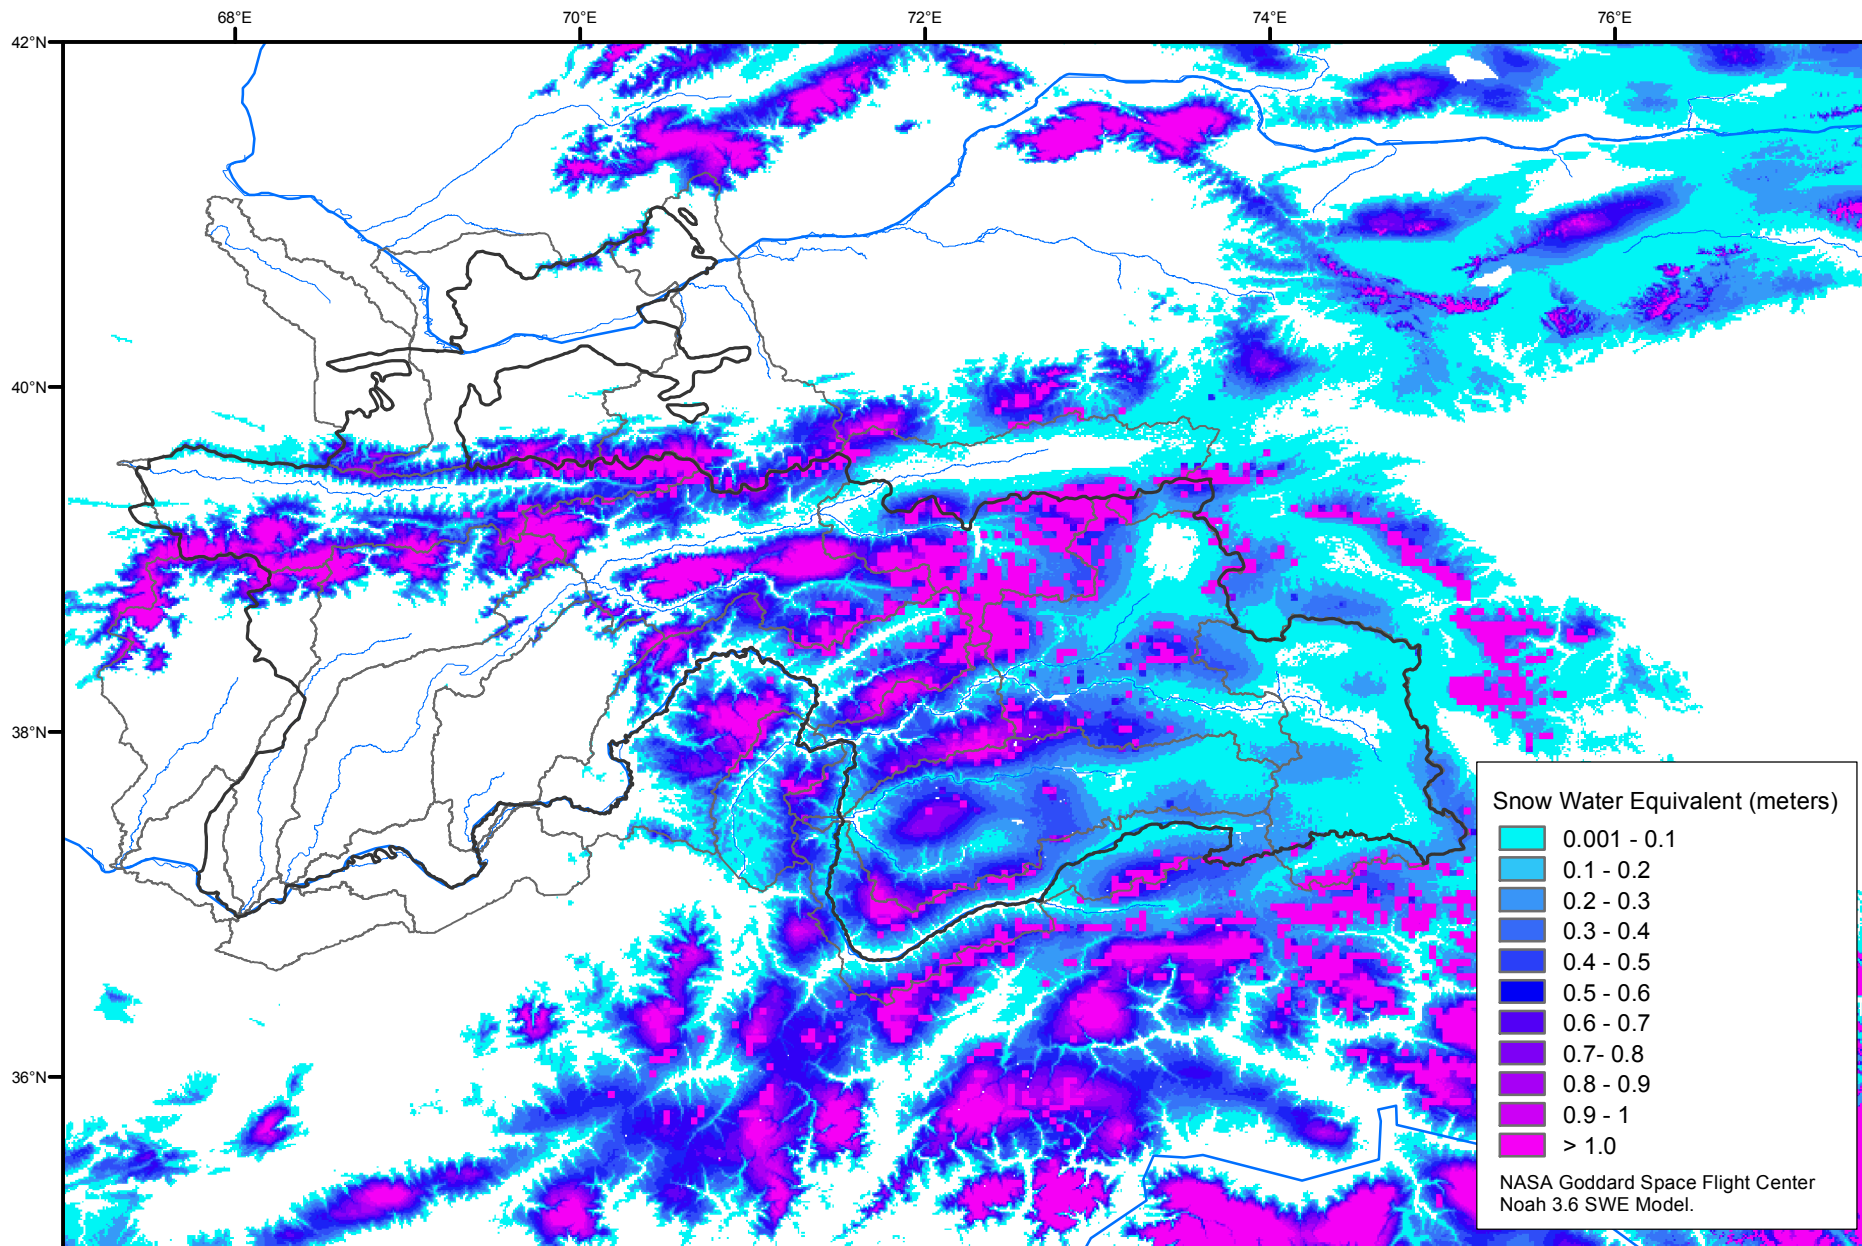 68°E
70°E
72°E
74°E
76°E
42°N
40°N
38°N
36°N
Snow Water Equivalent (meters)
0.001 - 0.1
0.1 - 0.2
0.2 - 0.3
0.3 - 0.4
0.4 - 0.5
0.5 - 0.6
0.6 - 0.7
0.7- 0.8
0.8 - 0.9
0.9 - 1
> 1.0
NASA Goddard Space Flight Center
Noah 3.6 SWE Model.